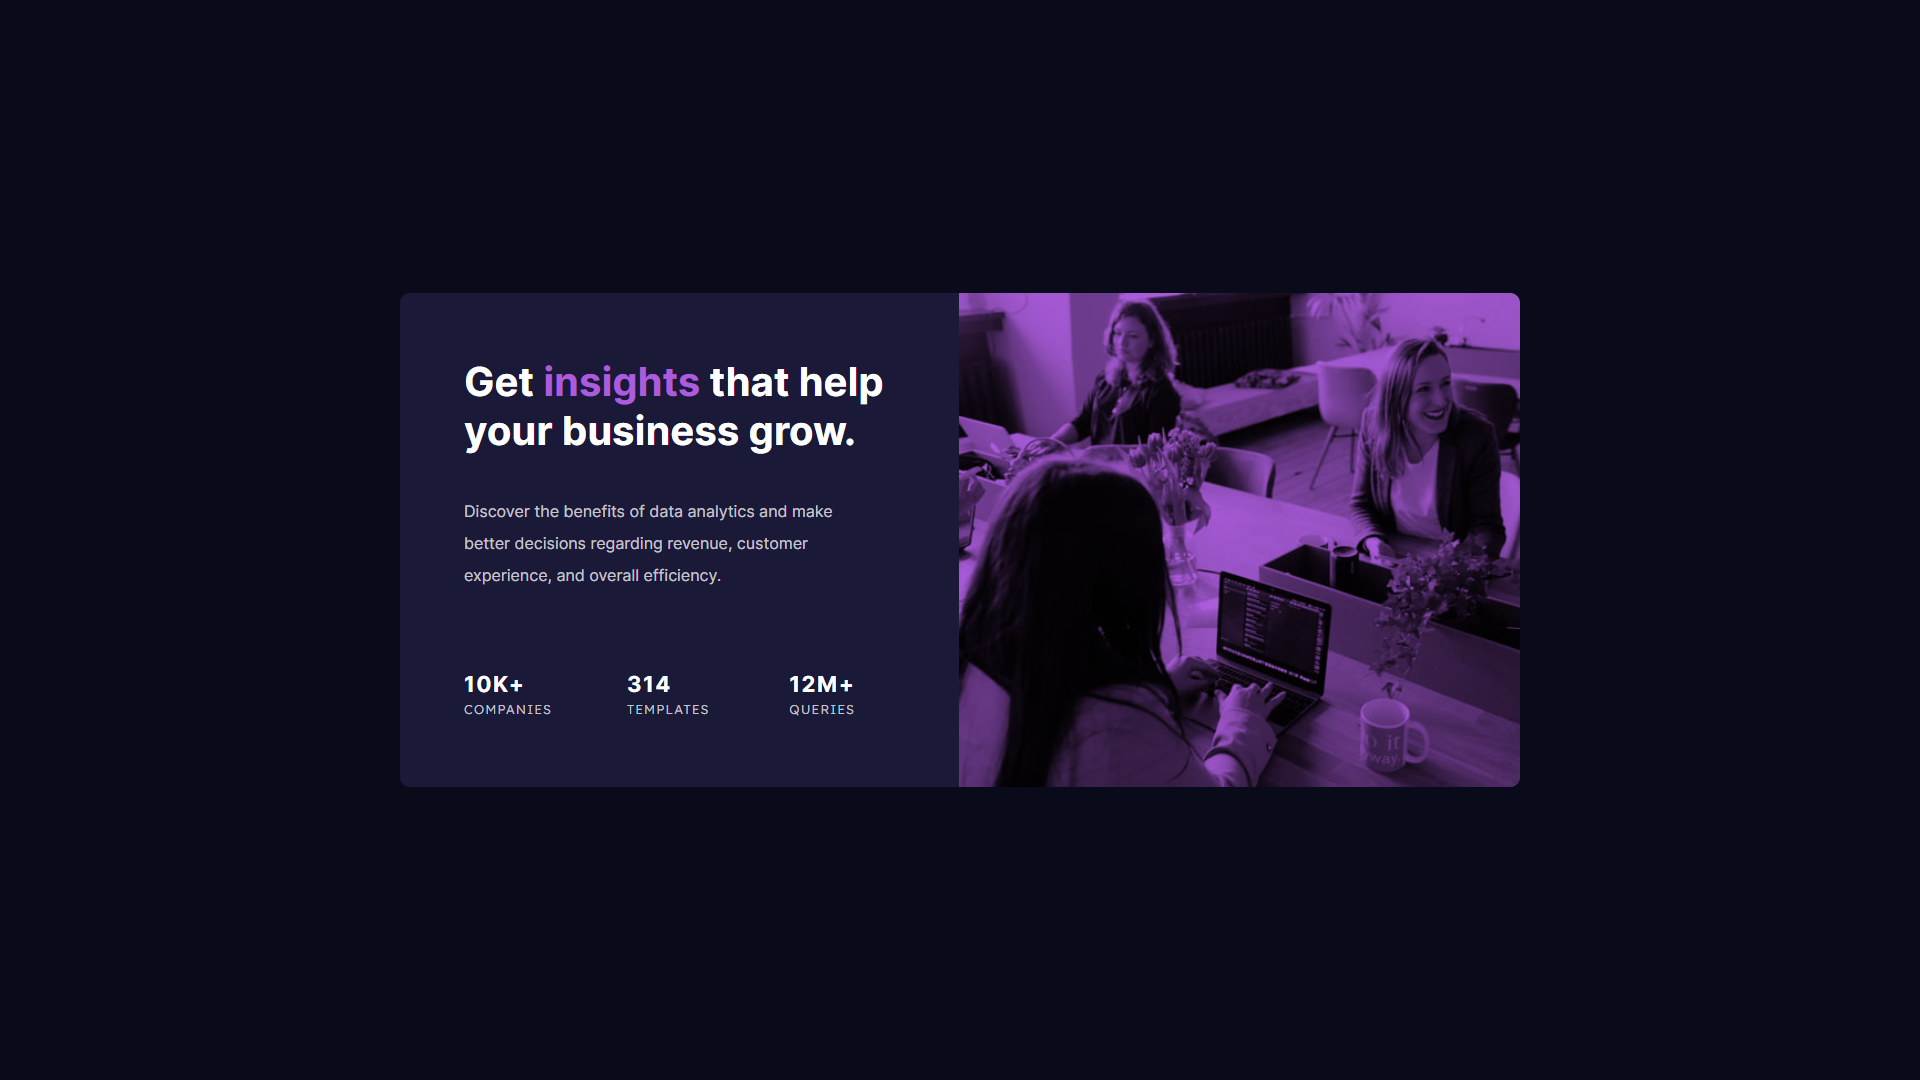 Get insights that help
your business grow.
Discover the benefits of data analytics and make
better decisions regarding revenue, customer
experience, and overall efficiency.
10K+
COMPANIES
314
TEMPLATES
12M+
QUERIES